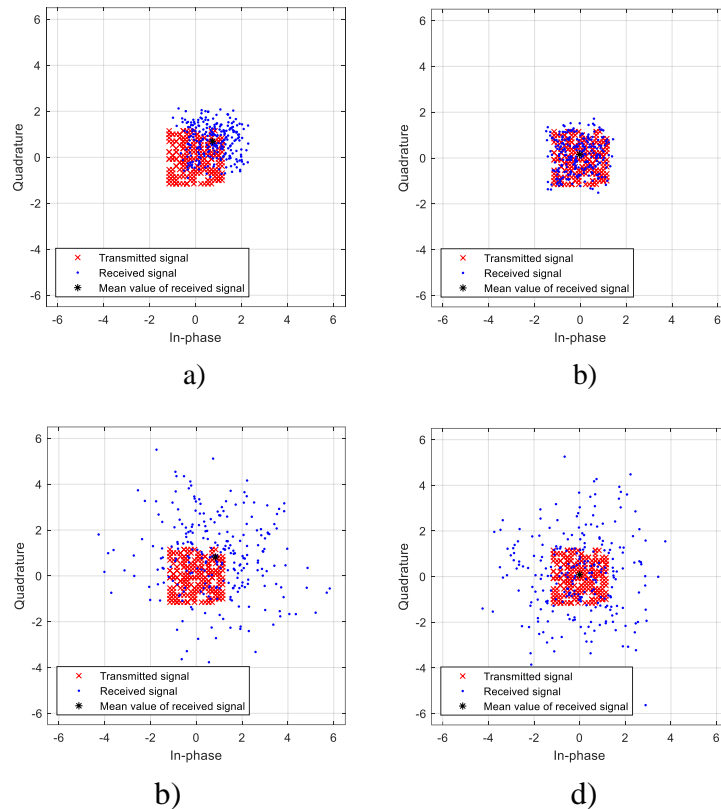 6
4
2
0
-2
-4
-6
Quadrature
Transmitted signal
Received signal
Mean value of received signal
-6 -4 -2 0 2 4 6
In-phase
a)
6
4
2
0
-2
-4
-6
Quadrature
Transmitted signal
Received signal
Mean value of received signal
-6 -4 -2 0 2 4 6
In-phase
b)
6
4
2
0
-2
-4
-6
Quadrature
Transmitted signal
Received signal
Mean value of received signal
-6 -4 -2 0 2 4 6
In-phase
b)
6
4
2
0
-2
-4
-6
Quadrature
Transmitted signal
Received signal
Mean value of received signal
-6 -4 -2 0 2 4 6
In-phase
d)